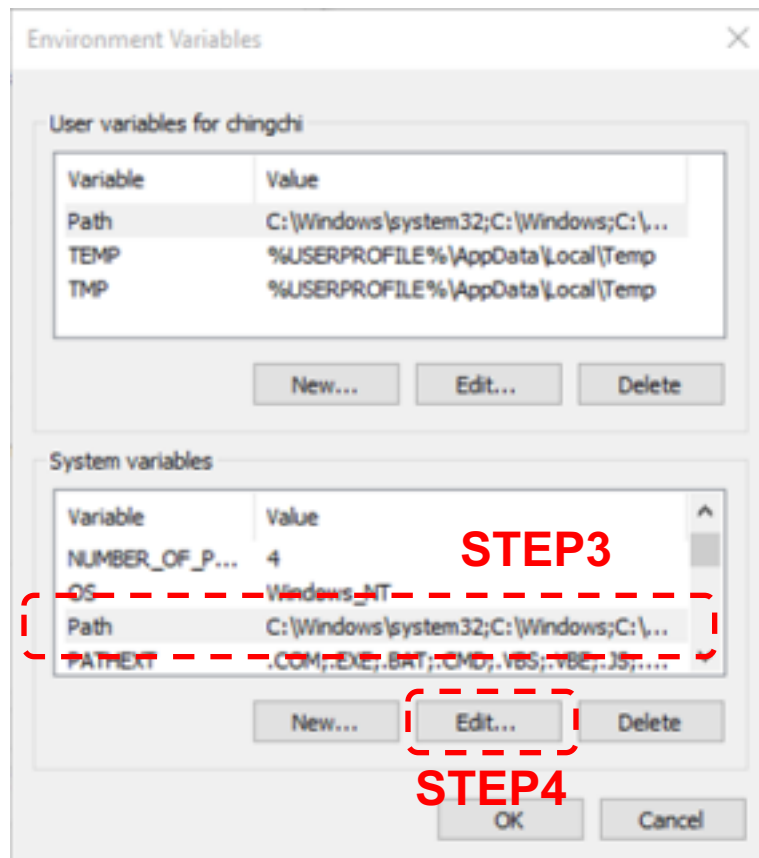 Environment Variables
User variables for chingchi
Variable Value
Path C:\Windows\system32;C:\Windows;C:\...
TEMP %USERPROFILE%\AppData\Local\Temp
TMP %USERPROFILE%\AppData\Local\Temp
New... Edit... Delete
System variables
Variable Value
NUMBER_OF_P... 4
STEP3
OS Windows_NT
Path C:\Windows\system32;C:\Windows;C:\...
PATHEXT .COM;.EXE;.BAT;.CMD;.VBS;.VBE;.JS;....
New... Edit... Delete
STEP4
OK Cancel